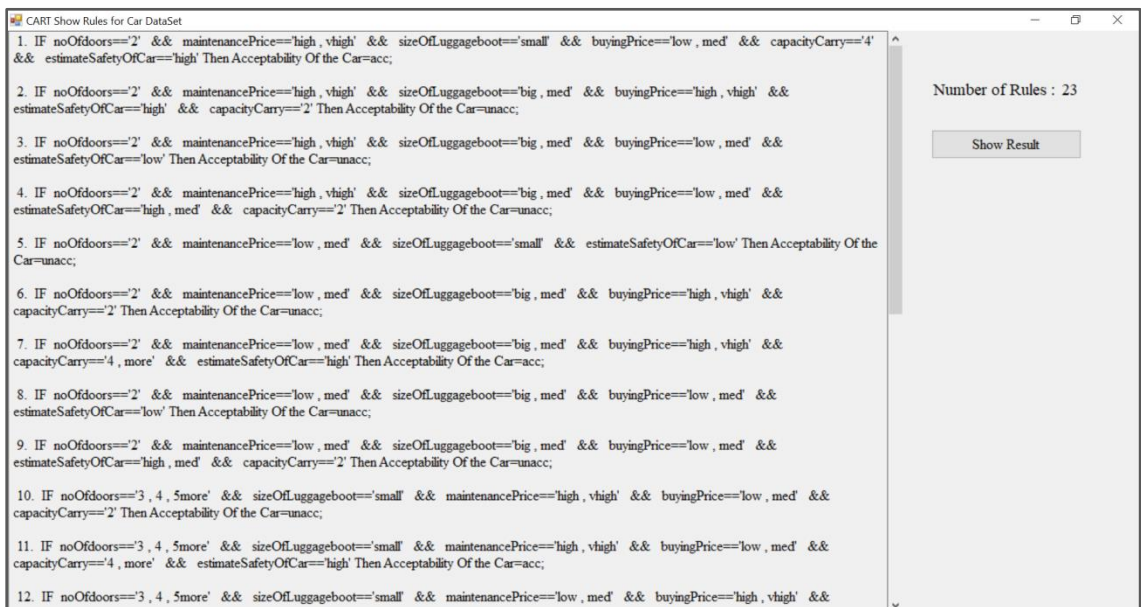 CART Show Rules for Car DataSet
1. IF noOfdoors=='2' && maintenancePrice=='high , vhigh' && sizeOfLuggageboot=='small' && buyingPrice=='low , med' && capacityCarry=='4'
&& estimateSafetyOfCar=='high' Then Acceptability Of the Car=acc;
2. IF noOfdoors=='2' && maintenancePrice=='high , vhigh' && sizeOfLuggageboot=='big , med' && buyingPrice=='high , vhigh' &&
estimateSafetyOfCar=='high' && capacityCarry=='2' Then Acceptability Of the Car=unacc;
3. IF noOfdoors=='2' && maintenancePrice=='high , vhigh' && sizeOfLuggageboot=='big , med' && buyingPrice=='low , med' &&
estimateSafetyOfCar=='low' Then Acceptability Of the Car=unacc;
4. IF noOfdoors=='2' && maintenancePrice=='high , vhigh' && sizeOfLuggageboot=='big , med' && buyingPrice=='low , med' &&
estimateSafetyOfCar=='high , med' && capacityCarry=='2' Then Acceptability Of the Car=unacc;
5. IF noOfdoors=='2' && maintenancePrice=='low , med' && sizeOfLuggageboot=='small' && estimateSafetyOfCar=='low' Then Acceptability Of the
Car=unacc;
6. IF noOfdoors=='2' && maintenancePrice=='low , med' && sizeOfLuggageboot=='big , med' && buyingPrice=='high , vhigh' &&
capacityCarry=='2' Then Acceptability Of the Car=unacc;
7. IF noOfdoors=='2' && maintenancePrice=='low , med' && sizeOfLuggageboot=='big , med' && buyingPrice=='high , vhigh' &&
capacityCarry=='4 , more' && estimateSafetyOfCar=='high' Then Acceptability Of the Car=acc;
8. IF noOfdoors=='2' && maintenancePrice=='low , med' && sizeOfLuggageboot=='big , med' && buyingPrice=='low , med' &&
estimateSafetyOfCar=='low' Then Acceptability Of the Car=unacc;
9. IF noOfdoors=='2' && maintenancePrice=='low , med' && sizeOfLuggageboot=='big , med' && buyingPrice=='low , med' &&
estimateSafetyOfCar=='high , med' && capacityCarry=='2' Then Acceptability Of the Car=unacc;
10. IF noOfdoors=='3 , 4 , 5more' && sizeOfLuggageboot=='small' && maintenancePrice=='high , vhigh' && buyingPrice=='low , med' &&
capacityCarry=='2' Then Acceptability Of the Car=unacc;
11. IF noOfdoors=='3 , 4 , 5more' && sizeOfLuggageboot=='small' && maintenancePrice=='high , vhigh' && buyingPrice=='low , med' &&
capacityCarry=='4 , more' && estimateSafetyOfCar=='high' Then Acceptability Of the Car=acc;
12. IF noOfdoors=='3 , 4 , 5more' && sizeOfLuggageboot=='small' && maintenancePrice=='low , med' && buyingPrice=='high , vhigh' &&
Number of Rules : 23
Show Result